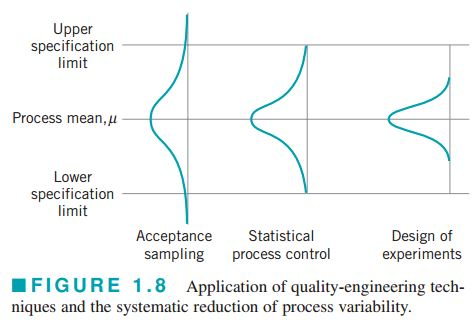 Upper
specification
limit
Process mean, μ
Lower
specification
limit
Acceptance
sampling
Statistical
process control
Design of
experiments
FIGURE 1.8 Application of quality-engineering tech-
niques and the systematic reduction of process variability.